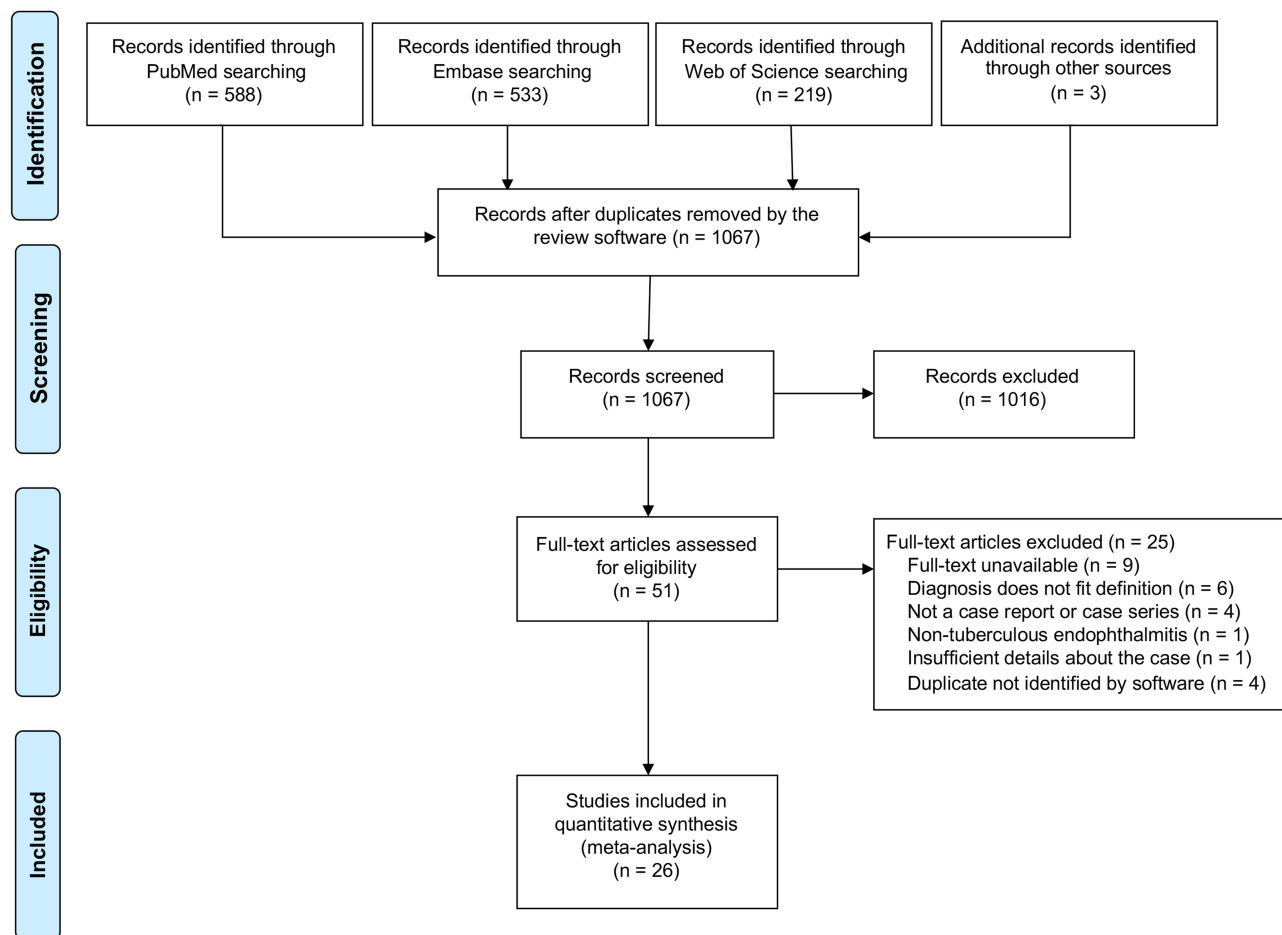 Identification
Records identified through
PubMed searching
(n = 588)
Records identified through
Embase searching
(n = 533)
Records identified through
Web of Science searching
(n = 219)
Additional records identified
through other sources
(n = 3)
Records after duplicates removed by the
review software (n = 1067)
Screening
Records screened
(n = 1067)
Records excluded
(n = 1016)
Eligibility
Full-text articles assessed
for eligibility
(n = 51)
Full-text articles excluded (n = 25)
Full-text unavailable (n = 9)
Diagnosis does not fit definition (n = 6)
Not a case report or case series (n = 4)
Non-tuberculous endophthalmitis (n = 1)
Insufficient details about the case (n = 1)
Duplicate not identified by software (n = 4)
Included
Studies included in
quantitative synthesis
(meta-analysis)
(n = 26)